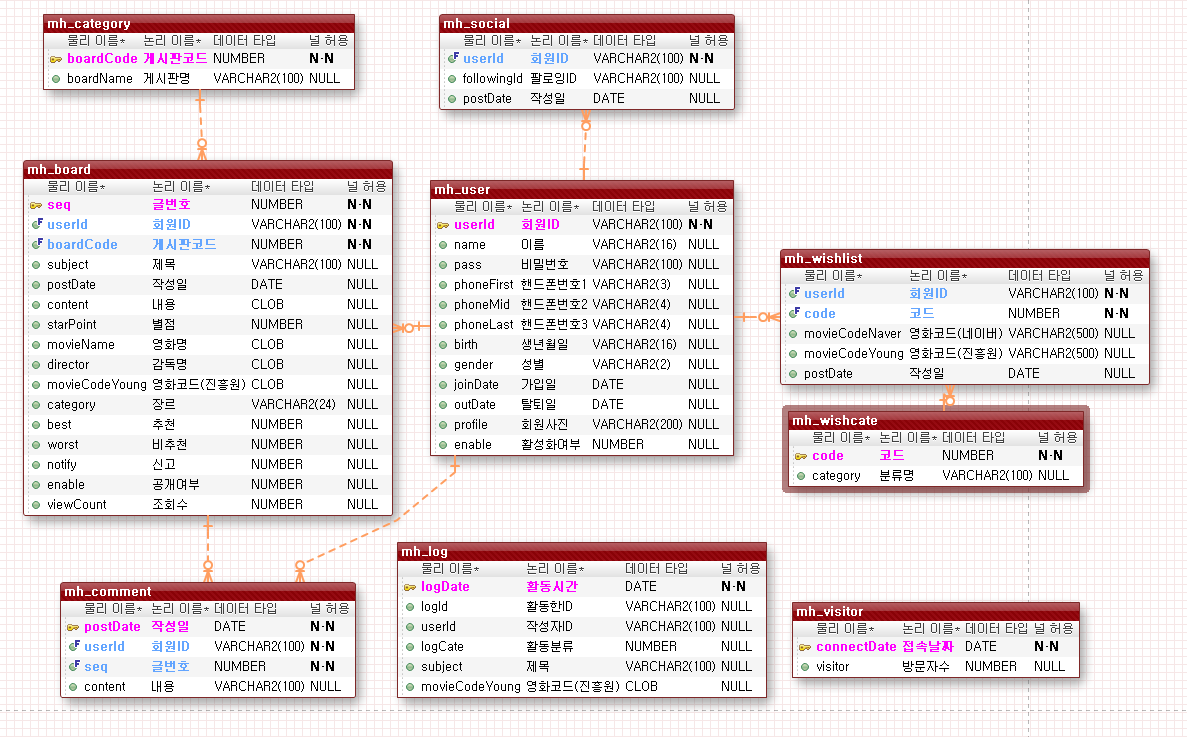 mh_category
물리 이름* 논리 이름* 데이터 타입 널 허용
boardCode 게시판코드 NUMBER N-N
boardName 게시판명 VARCHAR2(100) NULL
mh_social
물리 이름* 논리 이름* 데이터 타입 널 허용
userId 회원ID VARCHAR2(100) N-N
followingId 팔로잉ID VARCHAR2(100) NULL
postDate 작성일 DATE NULL
mh_board
물리 이름* 논리 이름* 데이터 타입 널 허용
seq 글번호 NUMBER N-N
userId 회원ID VARCHAR2(100) N-N
boardCode 게시판코드 NUMBER N-N
subject 제목 VARCHAR2(100) NULL
postDate 작성일 DATE NULL
content 내용 CLOB NULL
starPoint 별점 NUMBER NULL
movieName 영화명 CLOB NULL
director 감독명 CLOB NULL
movieCodeYoung 영화코드(진흥원) CLOB NULL
category 장르 VARCHAR2(24) NULL
best 추천 NUMBER NULL
worst 비추천 NUMBER NULL
notify 신고 NUMBER NULL
enable 공개여부 NUMBER NULL
viewCount 조회수 NUMBER NULL
mh_user
물리 이름* 논리 이름* 데이터 타입 널 허용
userId 회원ID VARCHAR2(100) N-N
name 이름 VARCHAR2(16) NULL
pass 비밀번호 VARCHAR2(100) NULL
phoneFirst 핸드폰번호1 VARCHAR2(3) NULL
phoneMid 핸드폰번호2 VARCHAR2(4) NULL
phoneLast 핸드폰번호3 VARCHAR2(4) NULL
birth 생년월일 VARCHAR2(16) NULL
gender 성별 VARCHAR2(2) NULL
joinDate 가입일 DATE NULL
outDate 탈퇴일 DATE NULL
profile 회원사진 VARCHAR2(200) NULL
enable 활성화여부 NUMBER NULL
mh_wishlist
물리 이름* 논리 이름* 데이터 타입 널 허용
userId 회원ID VARCHAR2(100) N-N
code 코드 NUMBER N-N
movieCodeNaver 영화코드(네이버) VARCHAR2(500) NULL
movieCodeYoung 영화코드(진흥원) VARCHAR2(500) NULL
postDate 작성일 DATE NULL
mh_wishcate
물리 이름* 논리 이름* 데이터 타입 널 허용
code 코드 NUMBER N-N
category 분류명 VARCHAR2(100) NULL
mh_comment
물리 이름* 논리 이름* 데이터 타입 널 허용
postDate 작성일 DATE N-N
userId 회원ID VARCHAR2(100) N-N
seq 글번호 NUMBER N-N
content 내용 VARCHAR2(100) NULL
mh_log
물리 이름* 논리 이름* 데이터 타입 널 허용
logDate 활동시간 DATE N-N
logId 활동한ID VARCHAR2(100) NULL
userId 작성자ID VARCHAR2(100) NULL
logCate 활동분류 NUMBER NULL
subject 제목 VARCHAR2(100) NULL
movieCodeYoung 영화코드(진흥원) CLOB NULL
mh_visitor
물리 이름* 논리 이름* 데이터 타입 널 허용
connectDate 접속날짜 DATE N-N
visitor 방문자수 NUMBER NULL